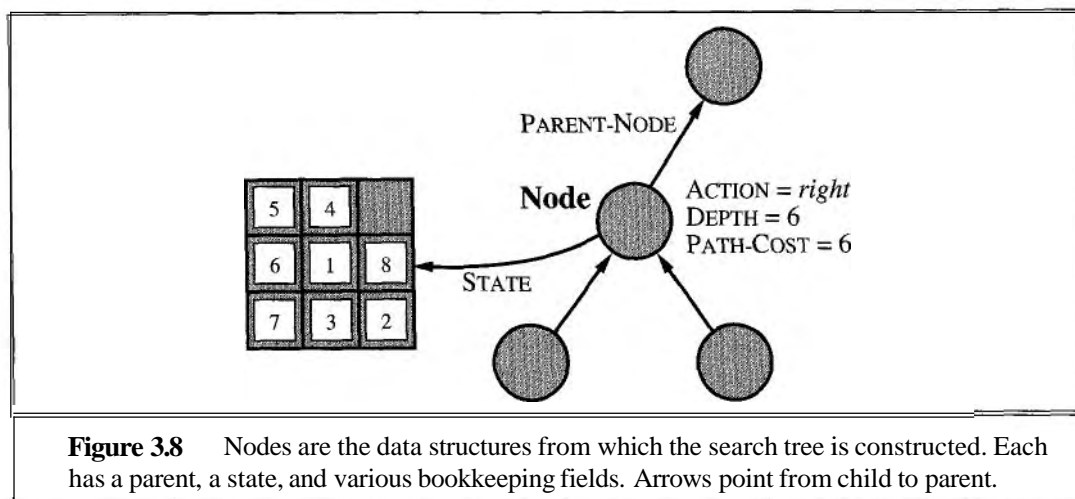 PARENT-NODE
Node
ACTION = right
DEPTH = 6
PATH-COST = 6
5 4
6 1 8
7 3 2
STATE
Figure 3.8 Nodes are the data structures from which the search tree is constructed. Each
has a parent, a state, and various bookkeeping fields. Arrows point from child to parent.